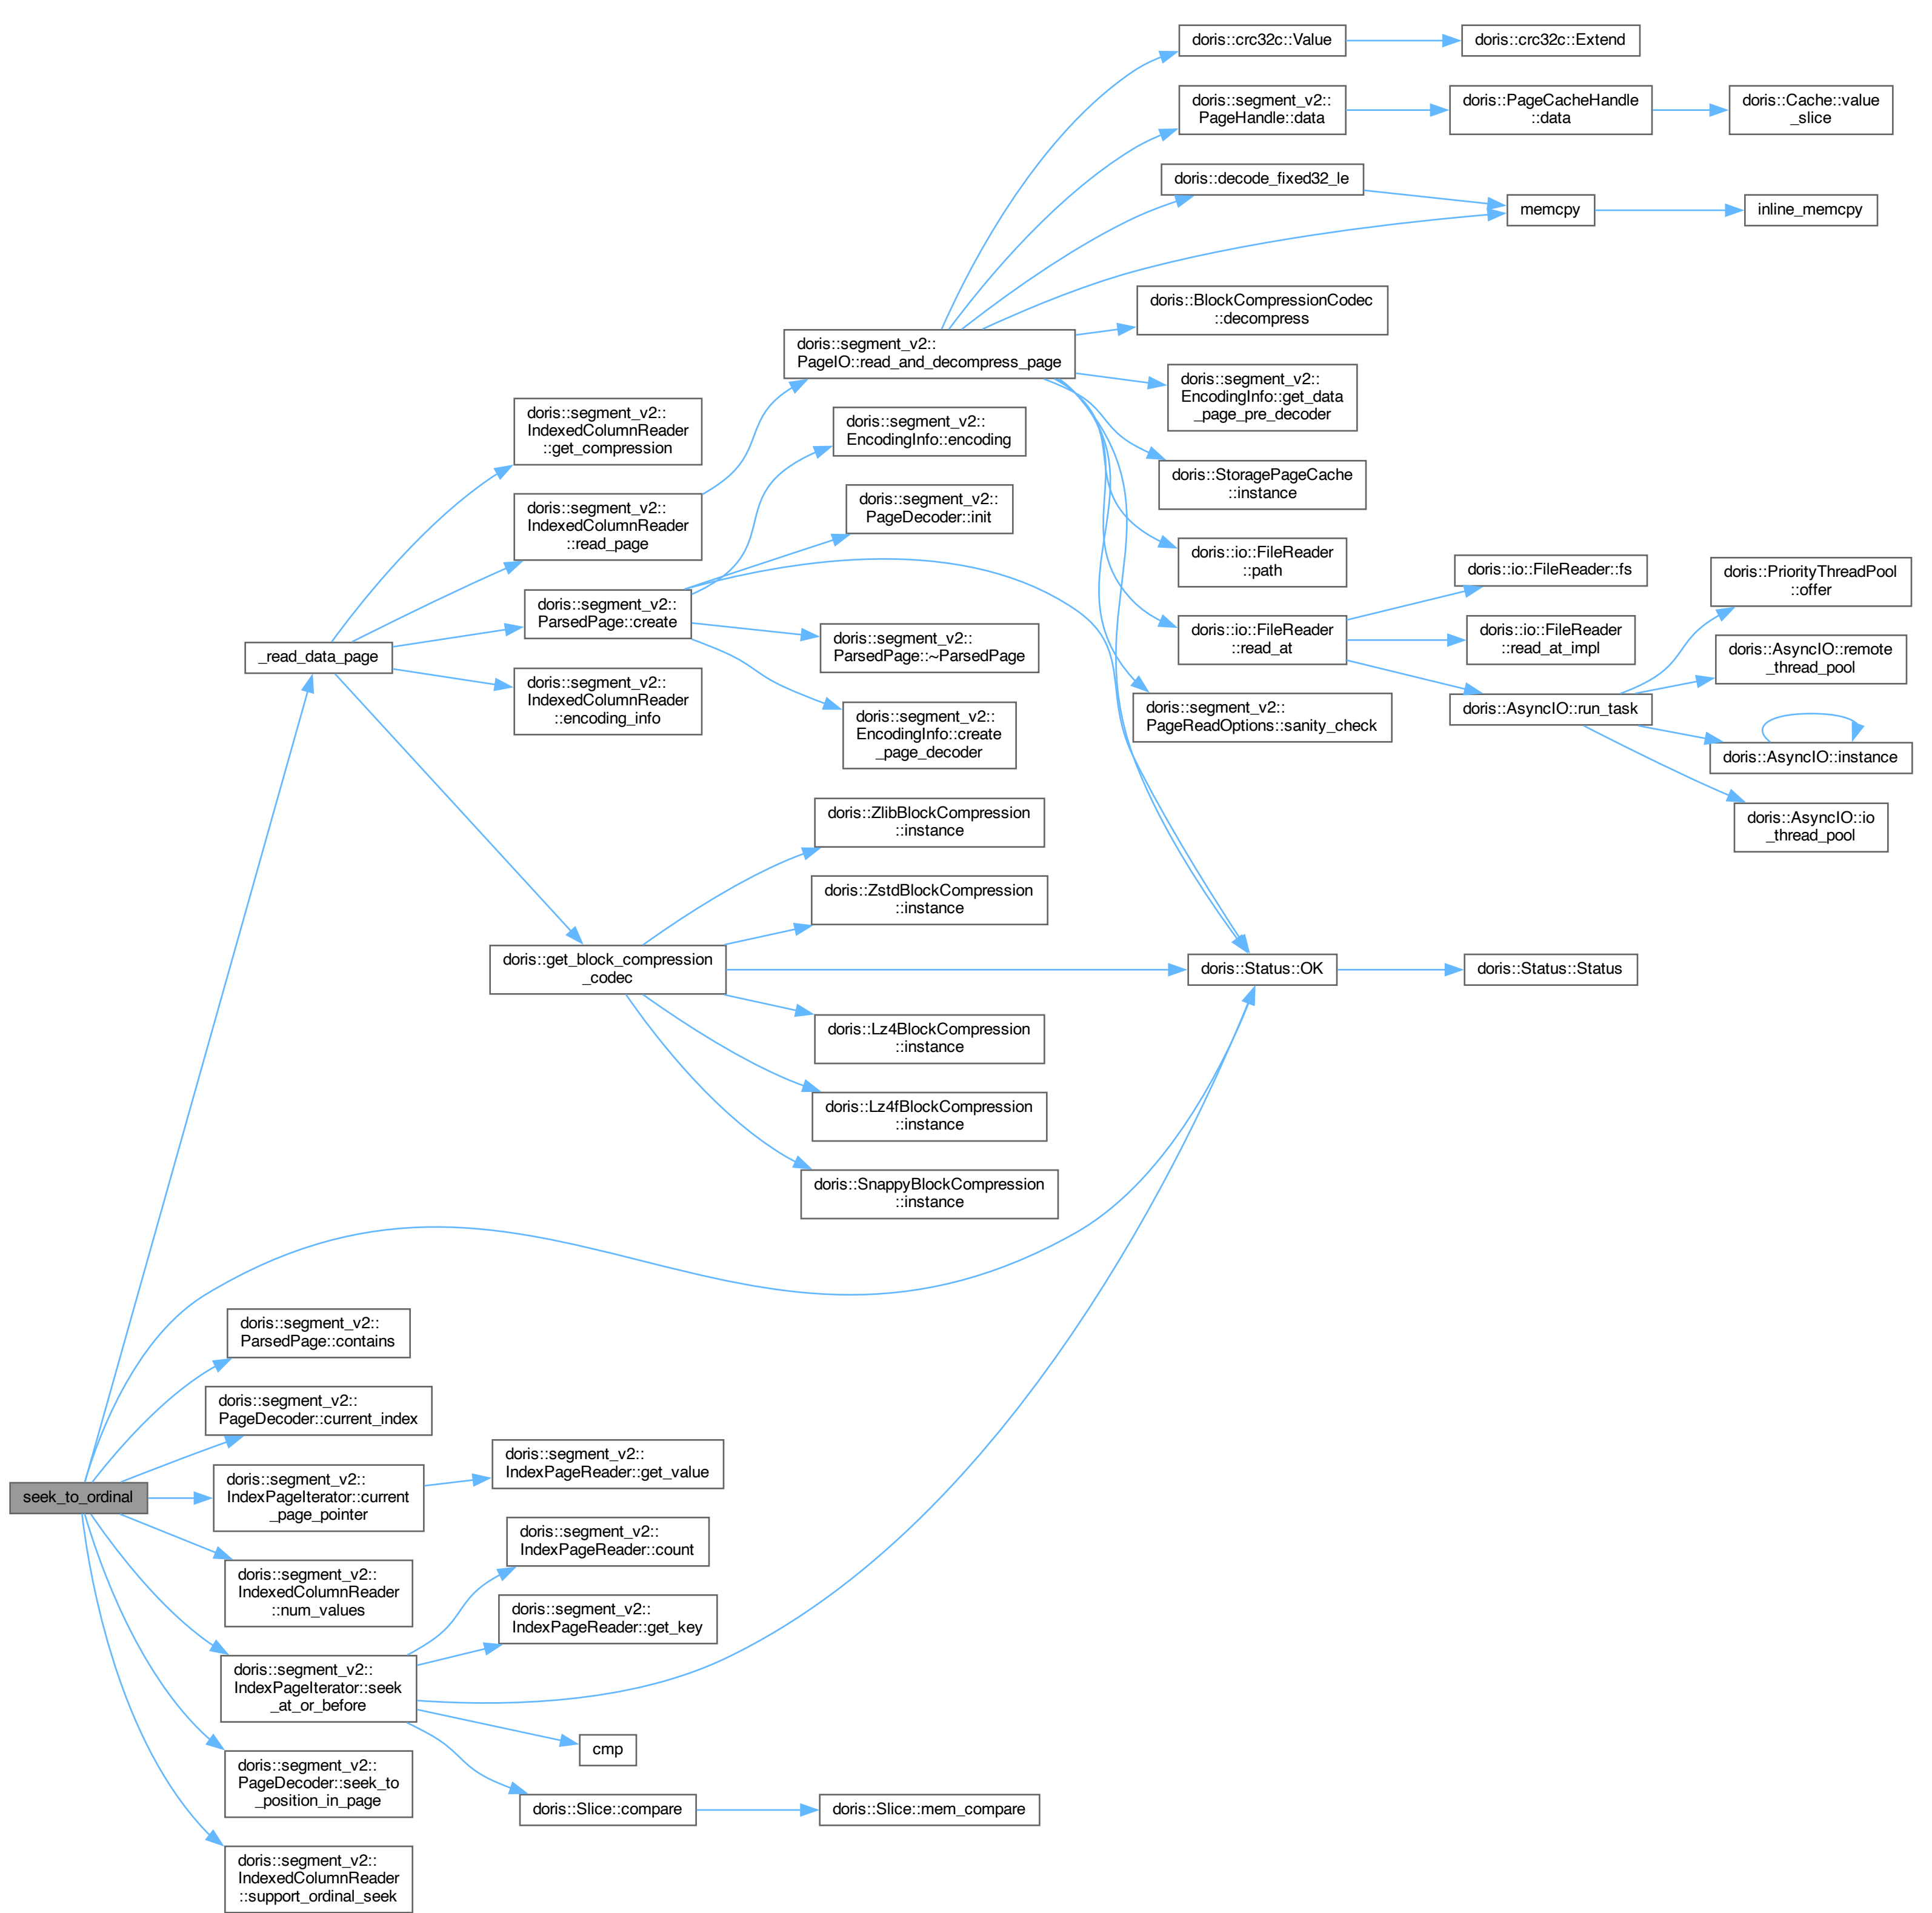 doris::crc32c::Value
doris::crc32c::Extend
doris::segment_v2::
PageHandle::data
doris::PageCacheHandle
::data
doris::Cache::value
_slice
doris::decode_fixed32_le
memcpy
inline_memcpy
doris::BlockCompressionCodec
::decompress
doris::segment_v2::
PageIO::read_and_decompress_page
doris::segment_v2::
EncodingInfo::get_data
_page_pre_decoder
doris::segment_v2::
IndexedColumnReader
::get_compression
doris::segment_v2::
EncodingInfo::encoding
doris::StoragePageCache
::instance
doris::segment_v2::
IndexedColumnReader
::read_page
doris::segment_v2::
PageDecoder::init
doris::io::FileReader
::path
doris::io::FileReader::fs
doris::PriorityThreadPool
::offer
doris::segment_v2::
ParsedPage::create
doris::segment_v2::
ParsedPage::~ParsedPage
doris::io::FileReader
::read_at
doris::io::FileReader
::read_at_impl
doris::AsyncIO::remote
_thread_pool
_read_data_page
doris::segment_v2::
IndexedColumnReader
::encoding_info
doris::segment_v2::
EncodingInfo::create
_page_decoder
doris::segment_v2::
PageReadOptions::sanity_check
doris::AsyncIO::run_task
doris::AsyncIO::instance
doris::AsyncIO::io
_thread_pool
doris::ZlibBlockCompression
::instance
doris::ZstdBlockCompression
::instance
doris::get_block_compression
_codec
doris::Status::OK
doris::Status::Status
doris::Lz4BlockCompression
::instance
doris::Lz4fBlockCompression
::instance
doris::SnappyBlockCompression
::instance
doris::segment_v2::
ParsedPage::contains
doris::segment_v2::
PageDecoder::current_index
seek_to_ordinal
doris::segment_v2::
IndexPageIterator::current
_page_pointer
doris::segment_v2::
IndexPageReader::get_value
doris::segment_v2::
IndexedColumnReader
::num_values
doris::segment_v2::
IndexPageReader::count
doris::segment_v2::
IndexPageReader::get_key
doris::segment_v2::
IndexPageIterator::seek
_at_or_before
cmp
doris::segment_v2::
PageDecoder::seek_to
_position_in_page
doris::Slice::compare
doris::Slice::mem_compare
doris::segment_v2::
IndexedColumnReader
::support_ordinal_seek